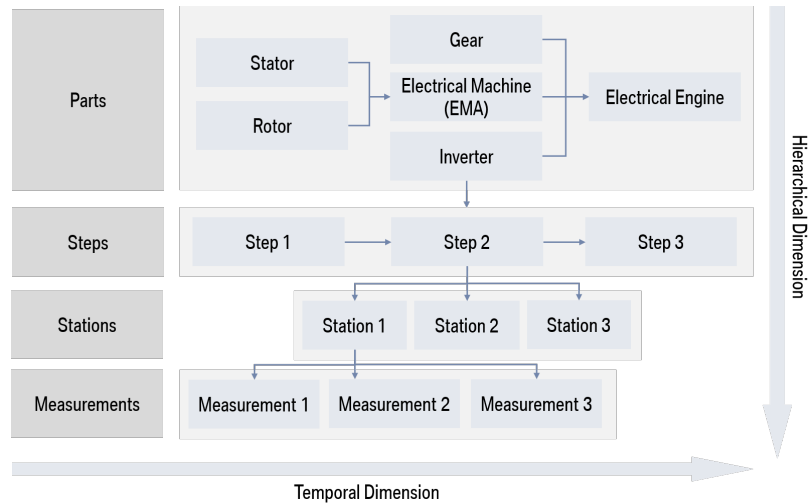 Parts
Stator
Rotor
Gear
Electrical Machine
(EMA)
Inverter
Electrical Engine
Steps
Step 1
Step 2
Step 3
Stations
Station 1
Station 2
Station 3
Measurements
Measurement 1
Measurement 2
Measurement 3
Hierarchical Dimension
Temporal Dimension